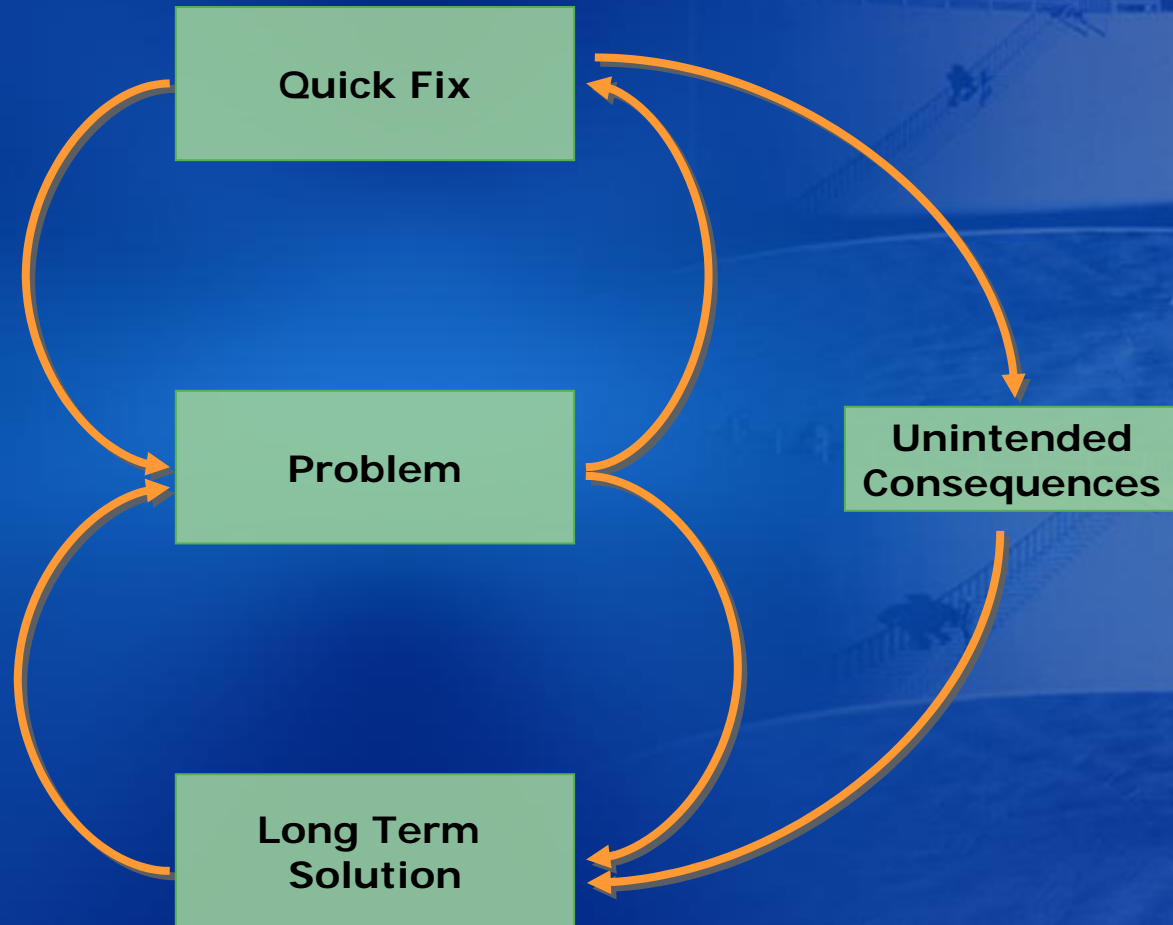 Quick Fix
Problem
Unintended
Consequences
Long Term
Solution